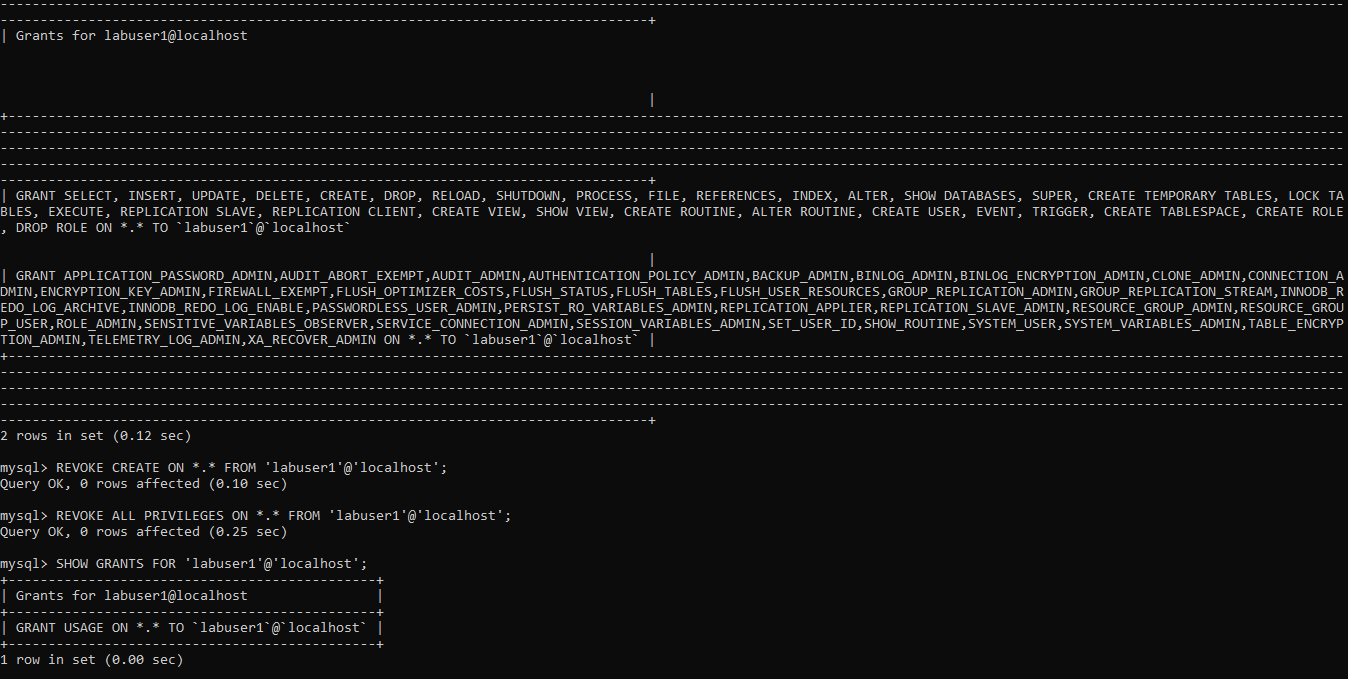 --------------------------------------------------------------------------------------------------------------------------------------------------------------------------
---------------------------------------------------------------------------------+
| Grants for labuser1@localhost
|
+-----------------------------------------------------------------------------------------------------------------------------------------------------------------------
------------------------------------------------------------------------------------------------------------------------------------------------------------------------
------------------------------------------------------------------------------------------------------------------------------------------------------------------------
------------------------------------------------------------------------------------------------------------------------------------------------------------------------
---------------------------------------------------------------------------------+
| GRANT SELECT, INSERT, UPDATE, DELETE, CREATE, DROP, RELOAD, SHUTDOWN, PROCESS, FILE, REFERENCES, INDEX, ALTER, SHOW DATABASES, SUPER, CREATE TEMPORARY TABLES, LOCK TA
BLES, EXECUTE, REPLICATION SLAVE, REPLICATION CLIENT, CREATE VIEW, SHOW VIEW, CREATE ROUTINE, ALTER ROUTINE, CREATE USER, EVENT, TRIGGER, CREATE TABLESPACE, CREATE ROLE
, DROP ROLE ON *.* TO `labuser1`@`localhost`
|
| GRANT APPLICATION_PASSWORD_ADMIN,AUDIT_ABORT_EXEMPT,AUDIT_ADMIN,AUTHENTICATION_POLICY_ADMIN,BACKUP_ADMIN,BINLOG_ADMIN,BINLOG_ENCRYPTION_ADMIN,CLONE_ADMIN,CONNECTION_A
DMIN,ENCRYPTION_KEY_ADMIN,FIREWALL_EXEMPT,FLUSH_OPTIMIZER_COSTS,FLUSH_STATUS,FLUSH_TABLES,FLUSH_USER_RESOURCES,GROUP_REPLICATION_ADMIN,GROUP_REPLICATION_STREAM,INNODB_R
EDO_LOG_ARCHIVE,INNODB_REDO_LOG_ENABLE,PASSWORDLESS_USER_ADMIN,PERSIST_RO_VARIABLES_ADMIN,REPLICATION_APPLIER,REPLICATION_SLAVE_ADMIN,RESOURCE_GROUP_ADMIN,RESOURCE_GROU
P_USER,ROLE_ADMIN,SENSITIVE_VARIABLES_OBSERVER,SERVICE_CONNECTION_ADMIN,SESSION_VARIABLES_ADMIN,SET_USER_ID,SHOW_ROUTINE,SYSTEM_USER,SYSTEM_VARIABLES_ADMIN,TABLE_ENCRYP
TION_ADMIN,TELEMETRY_LOG_ADMIN,XA_RECOVER_ADMIN ON *.* TO `labuser1`@`localhost` |
+-----------------------------------------------------------------------------------------------------------------------------------------------------------------------
------------------------------------------------------------------------------------------------------------------------------------------------------------------------
------------------------------------------------------------------------------------------------------------------------------------------------------------------------
------------------------------------------------------------------------------------------------------------------------------------------------------------------------
---------------------------------------------------------------------------------+
2 rows in set (0.12 sec)
mysql> REVOKE CREATE ON *.* FROM 'labuser1'@'localhost';
Query OK, 0 rows affected (0.10 sec)
mysql> REVOKE ALL PRIVILEGES ON *.* FROM 'labuser1'@'localhost';
Query OK, 0 rows affected (0.25 sec)
mysql> SHOW GRANTS FOR 'labuser1'@'localhost';
+----------------------------------------------+
| Grants for labuser1@localhost                |
+----------------------------------------------+
| GRANT USAGE ON *.* TO `labuser1`@`localhost` |
+----------------------------------------------+
1 row in set (0.00 sec)